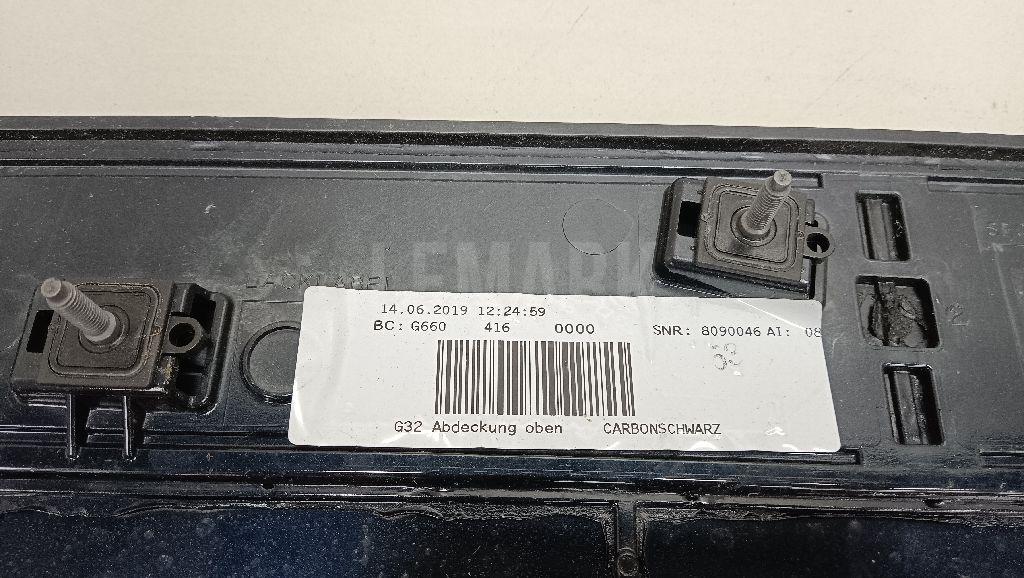 14.06.2019 12:24:59
BC: G660 416 0000 SNR: 8090046 AI: 08
G32 Abdeckung oben CARBONSCHWARZ